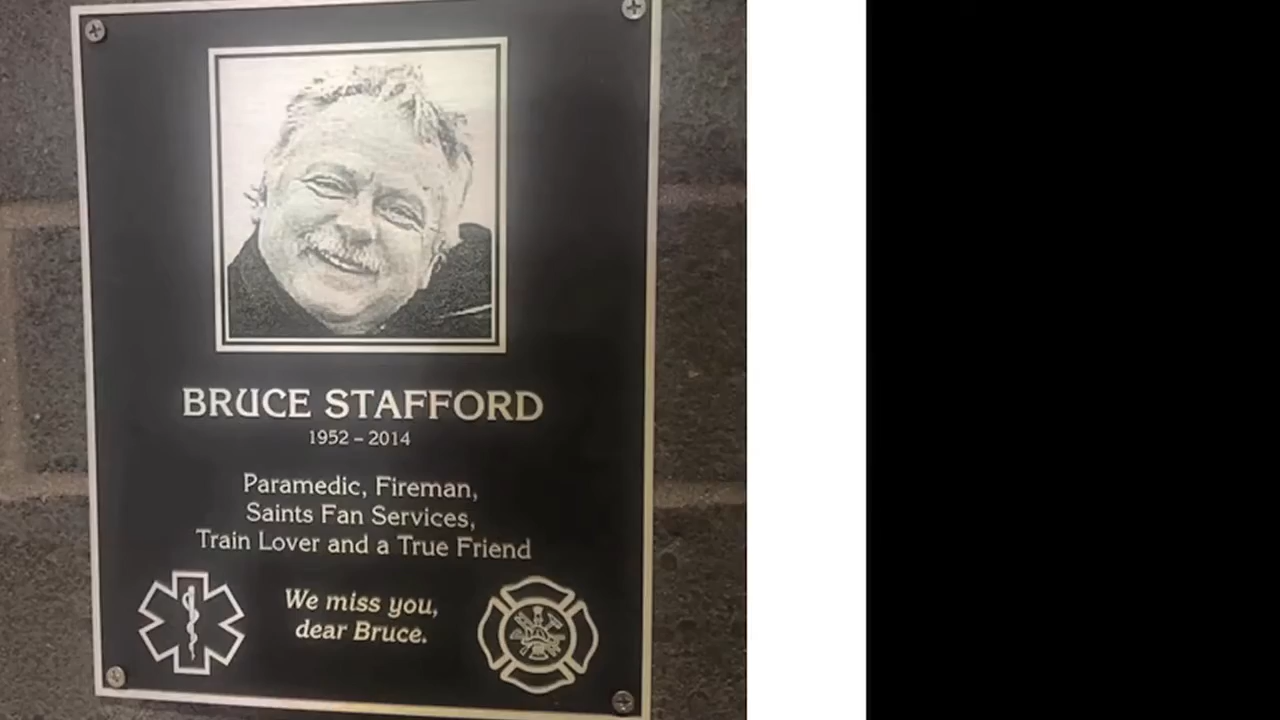 BRUCE STAFFORD
1952 – 2014
Paramedic, Fireman,
Saints Fan Services,
Train Lover and a True Friend
We miss you,
dear Bruce.